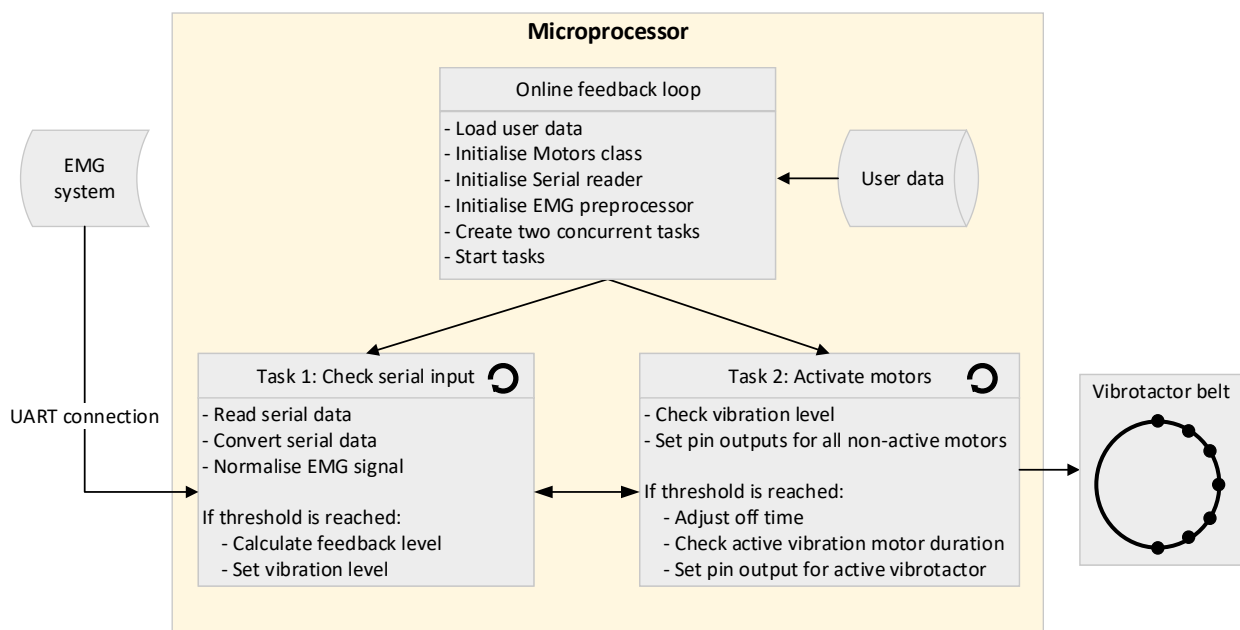 Microprocessor
Online feedback loop
- Load user data
- Initialise Motors class
- Initialise Serial reader
- Initialise EMG preprocessor
- Create two concurrent tasks
- Start tasks
EMG
system
User data
UART connection
Task 1: Check serial input
- Read serial data
- Convert serial data
- Normalise EMG signal
If threshold is reached:
- Calculate feedback level
- Set vibration level
Task 2: Activate motors
- Check vibration level
- Set pin outputs for all non-active motors
If threshold is reached:
- Adjust off time
- Check active vibration motor duration
- Set pin output for active vibrotactor
Vibrotactor belt